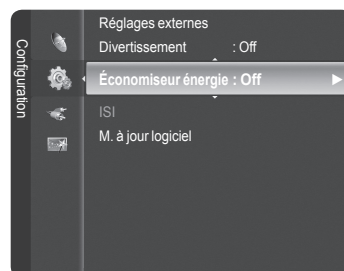 Configuration
Réglages externes
Divertissement : Off
Économiseur énergie : Off
ISI
M. à jour logiciel